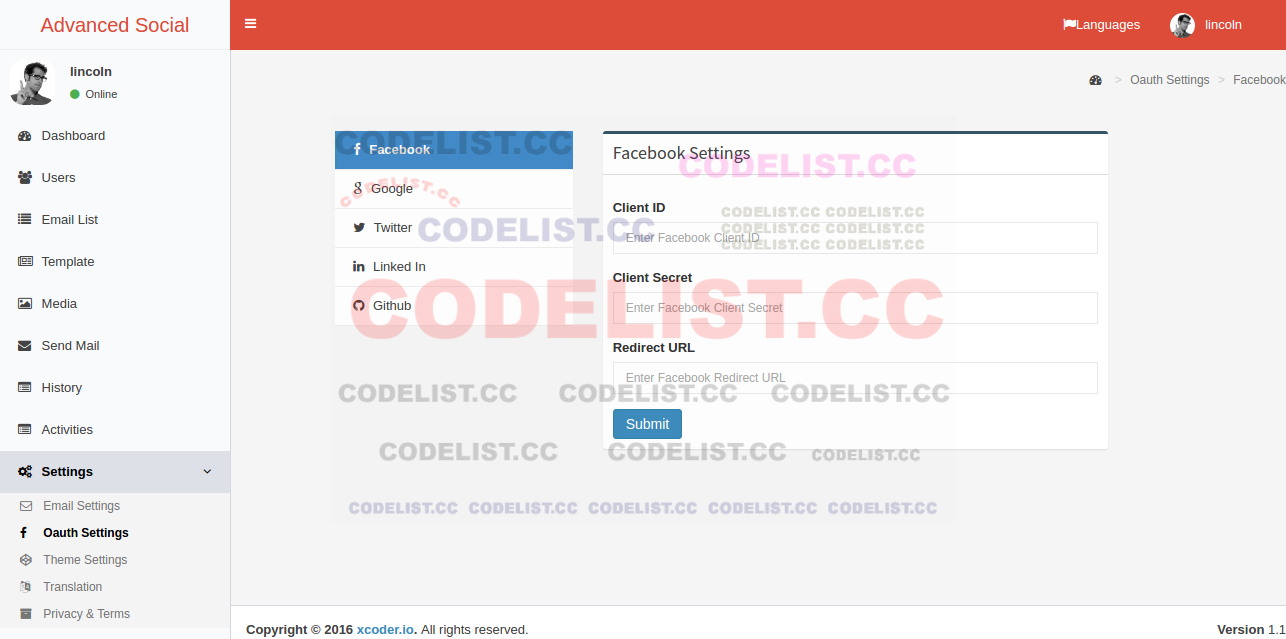 Advanced Social
Languages
lincoln
lincoln
Online
> Oauth Settings > Facebook
Dashboard
Users
Email List
Template
Media
Send Mail
History
Activities
Settings
Email Settings
Oauth Settings
Theme Settings
Translation
Privacy & Terms
CODELIST.CC
Facebook
Google
CODELIST.CC
Twitter
CODELIST.CC
Linked In
Github
CODELIST.CC
Facebook Settings
CODELIST.CC
Client ID
CODELIST.CC CODELIST.CC
CODELIST.CC CODELIST.CC
Enter Facebook Client ID
CODELIST.CC CODELIST.CC
Client Secret
Enter Facebook Client Secret
Redirect URL
Enter Facebook Redirect URL
CODELIST.CC CODELIST.CC CODELIST.CC
Submit
CODELIST.CC CODELIST.CC CODELIST.CC
CODELIST.CC CODELIST.CC CODELIST.CC CODELIST.CC CODELIST.CC
Copyright © 2016 xcoder.io. All rights reserved.
Version 1.1